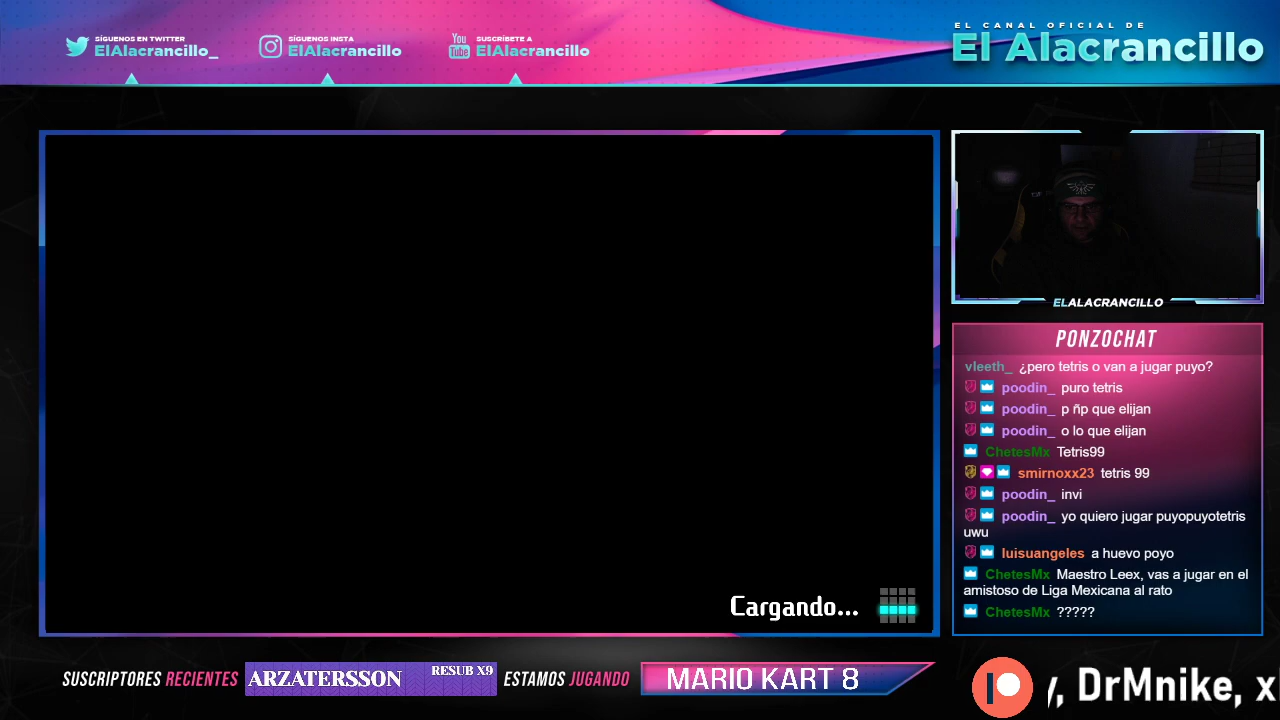 SÍGUENOS EN TWITTER
ElAlacrancillo_
SÍGUENOS INSTA
ElAlacrancillo
You Tube
SUSCRÍBETE A
ElAlacrancillo
EL CANAL OFICIAL DE
El Alacrancillo
Cargando...
ELALACRANCILLO
PONZOCHAT
vleeth_ ¿pero tetris o van a jugar puyo?
poodin_ puro tetris
poodin_ p ñp que elijan
poodin_ o lo que elijan
ChetesMx Tetris99
smirnoxx23 tetris 99
poodin_ invi
poodin_ yo quiero jugar puyopuyotetris
uwu
luisuangeles a huevo poyo
ChetesMx Maestro Leex, vas a jugar en el
amistoso de Liga Mexicana al rato
ChetesMx ?????
SUSCRIPTORES RECIENTES
ARZATERSSON
RESUB X9
ESTAMOS JUGANDO
MARIO KART 8
, DrMnike, x